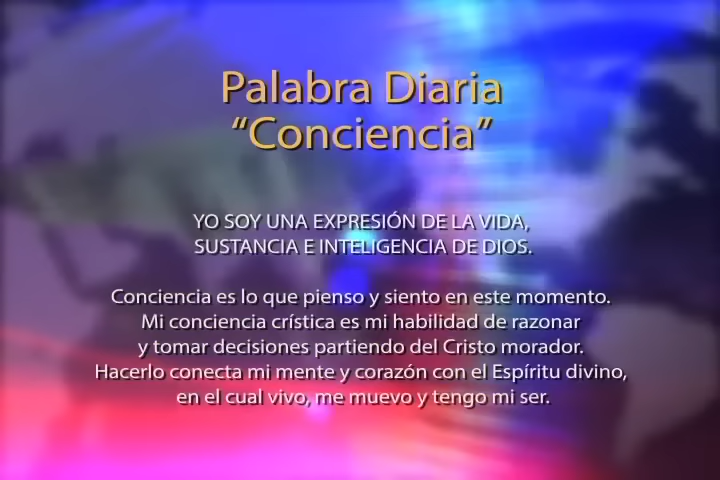 Palabra Diaria
“Conciencia”
YO SOY UNA EXPRESIÓN DE LA VIDA,
SUSTANCIA E INTELIGENCIA DE DIOS.
Conciencia es lo que pienso y siento en este momento.
Mi conciencia crística es mi habilidad de razonar
y tomar decisiones partiendo del Cristo morador.
Hacerlo conecta mi mente y corazón con el Espíritu divino,
en el cual vivo, me muevo y tengo mi ser.